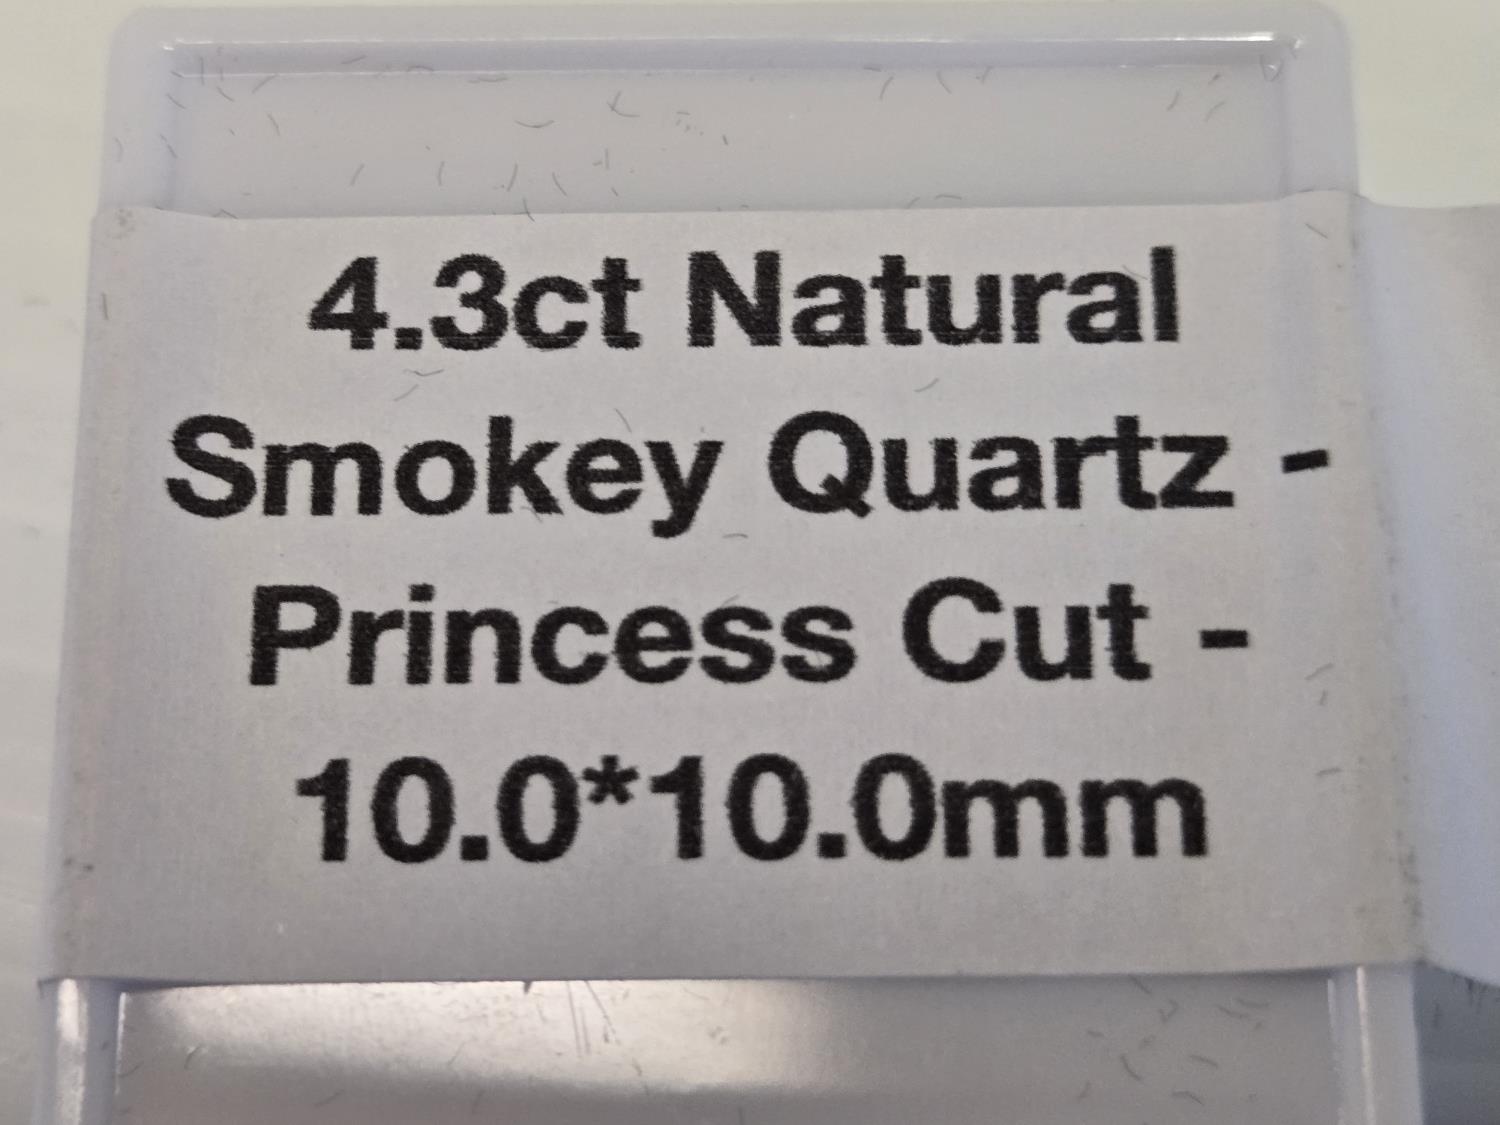 4.3ct Natural
Smokey Quartz -
Princess Cut -
10.0*10.0mm